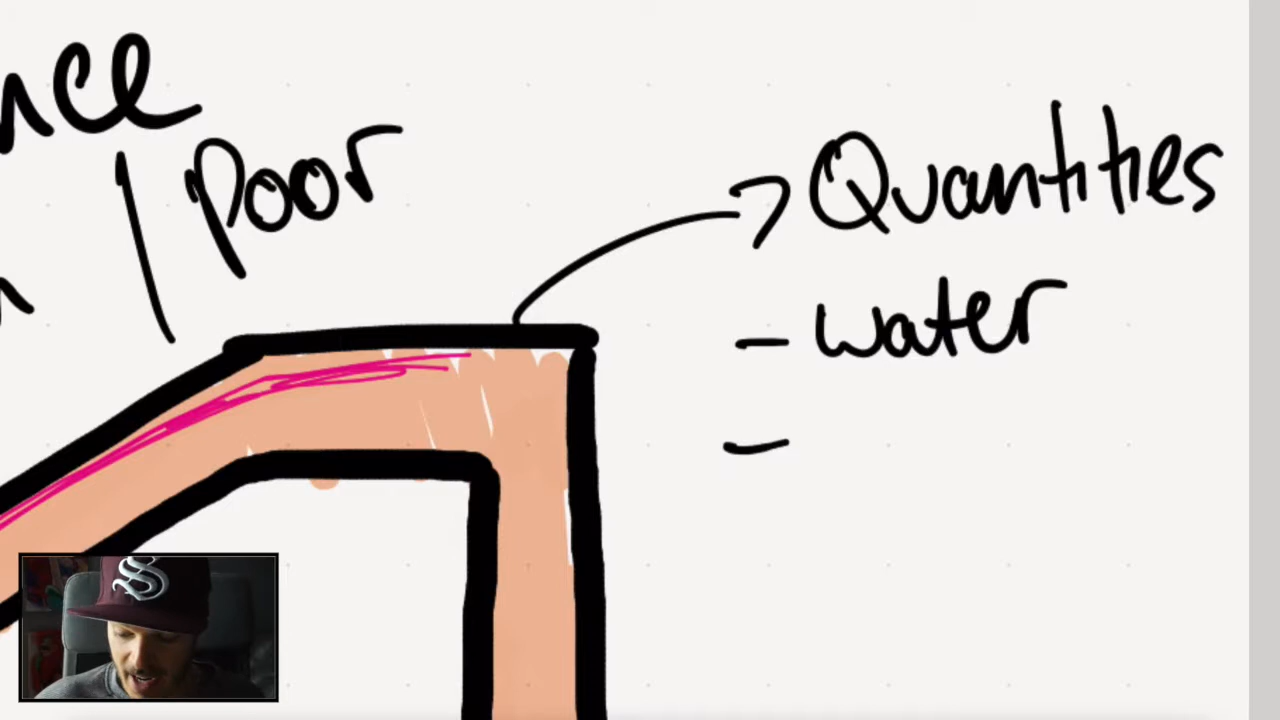 nce
/ Poor
→ Quantities
- water
-